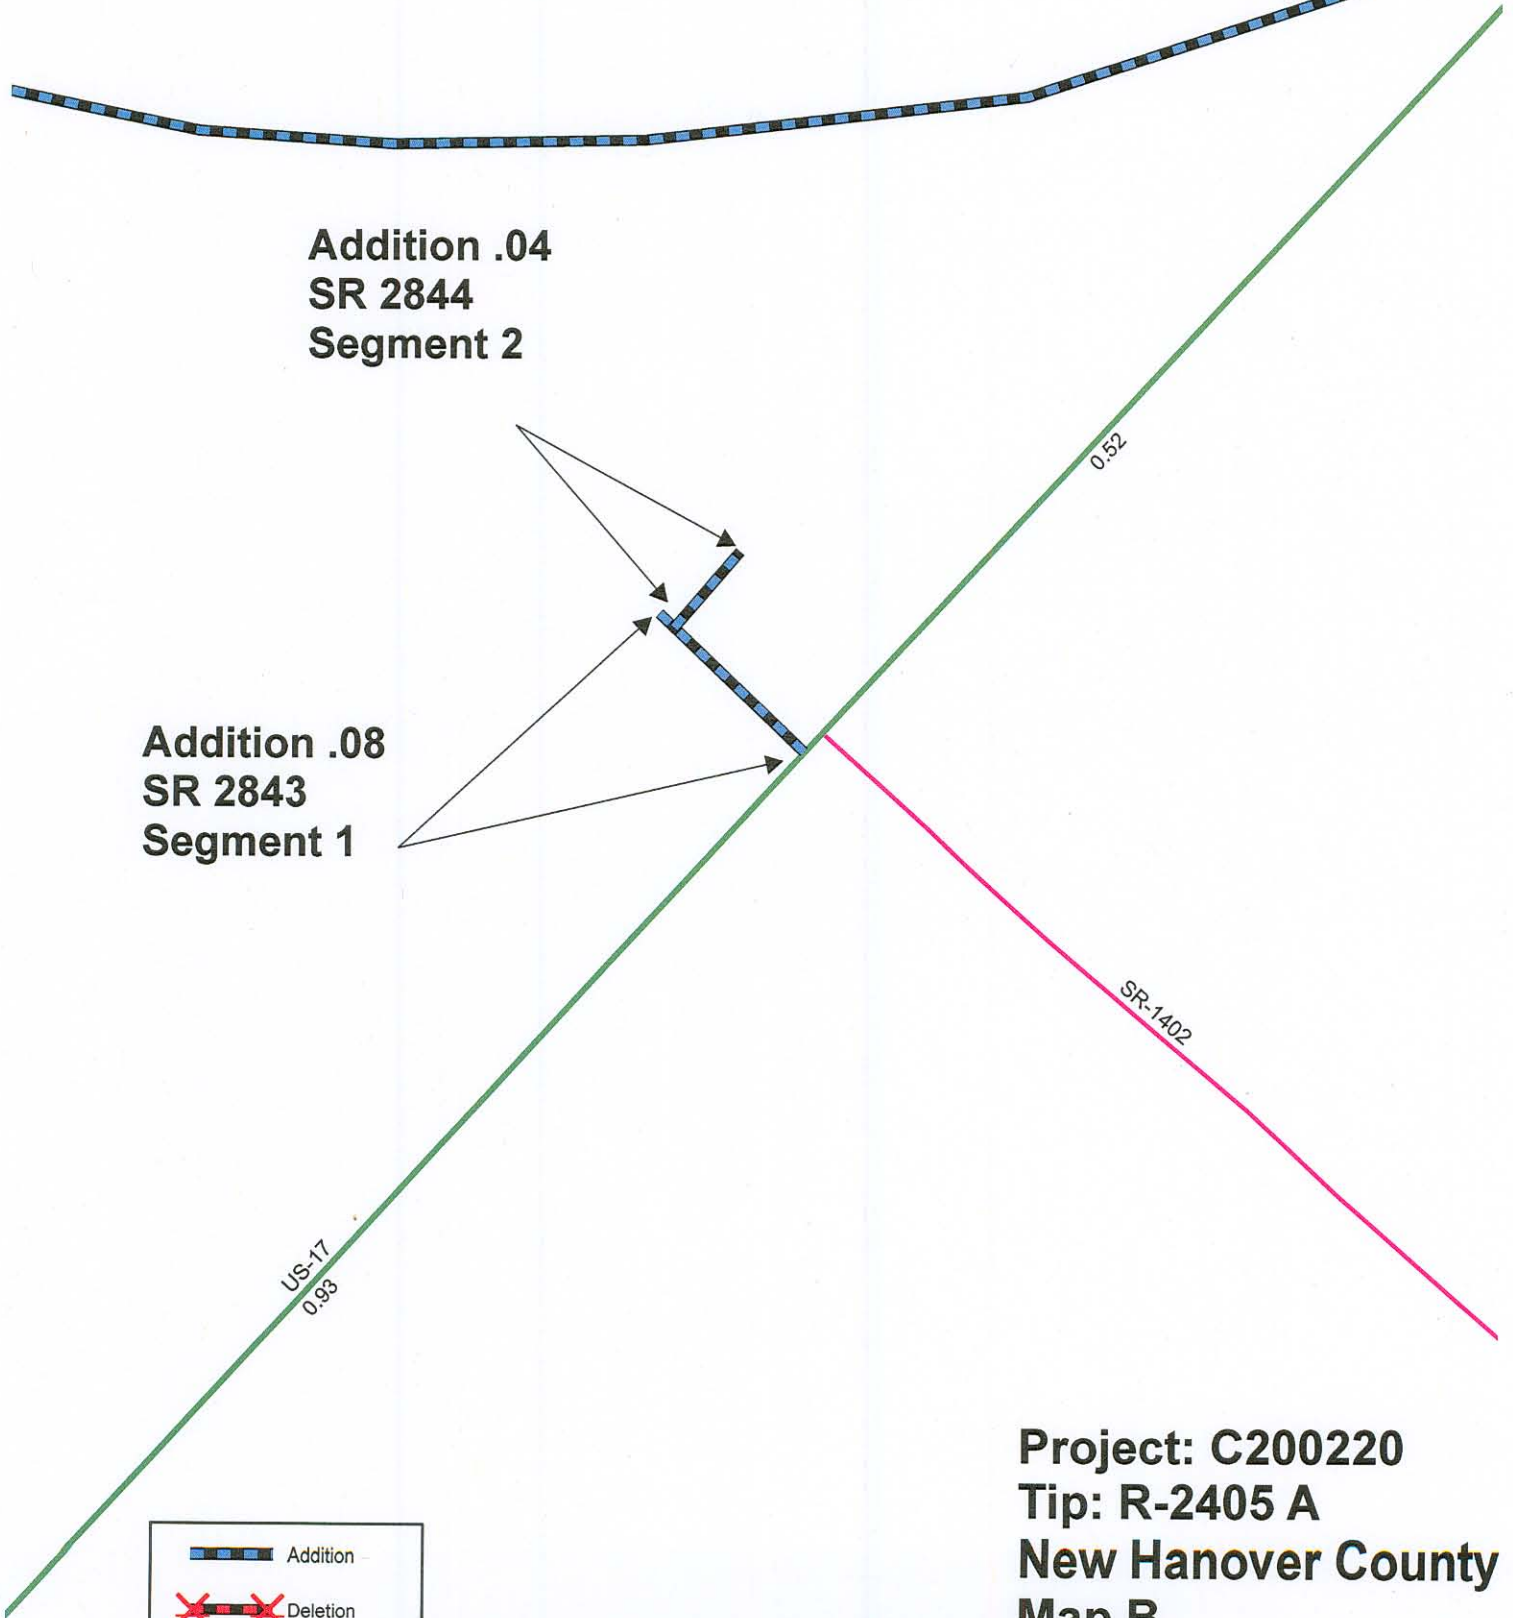 Addition .04
SR 2844
Segment 2
0.52
Addition .08
SR 2843
Segment 1
SR-1402
US-17
0.93
Project: C200220
Tip: R-2405 A
New Hanover County
Map B
Addition
Deletion